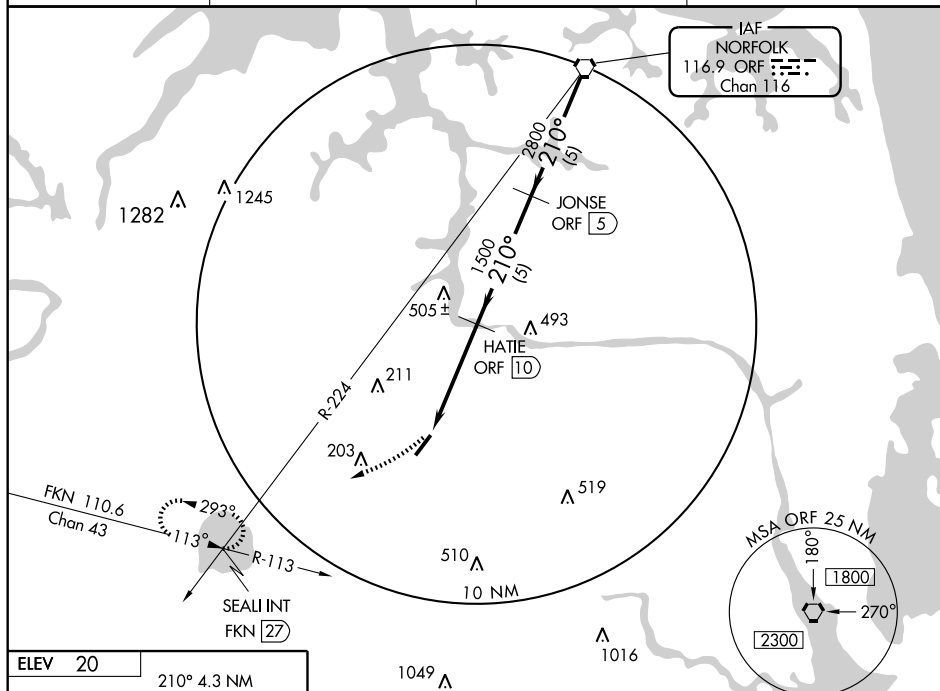 IAF
NORFOLK
116.9 ORF
Chan 116
2800
210°
(5)
JONSE
ORF 5
1282
1245
1500
210°
(5)
505 ±
493
HATIE
ORF 10
211
R-224
203
519
FKN 110.6
Chan 43
293°
113°
R-113
510
10 NM
SEALI INT
FKN 27
MSA ORF 25 NM
180°
1800
270°
2300
1016
1049
ELEV 20
210° 4.3 NM